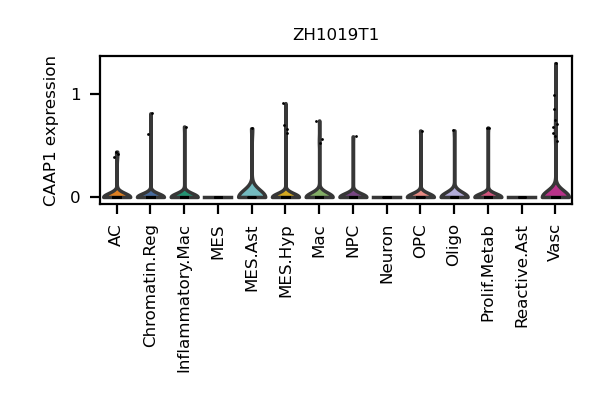 ZH1019T1
CAAP1 expression
1
0
AC
Chromatin.Reg
Inflammatory.Mac
MES
MES.Ast
MES.Hyp
Mac
NPC
Neuron
OPC
Oligo
Prolif.Metab
Reactive.Ast
Vasc